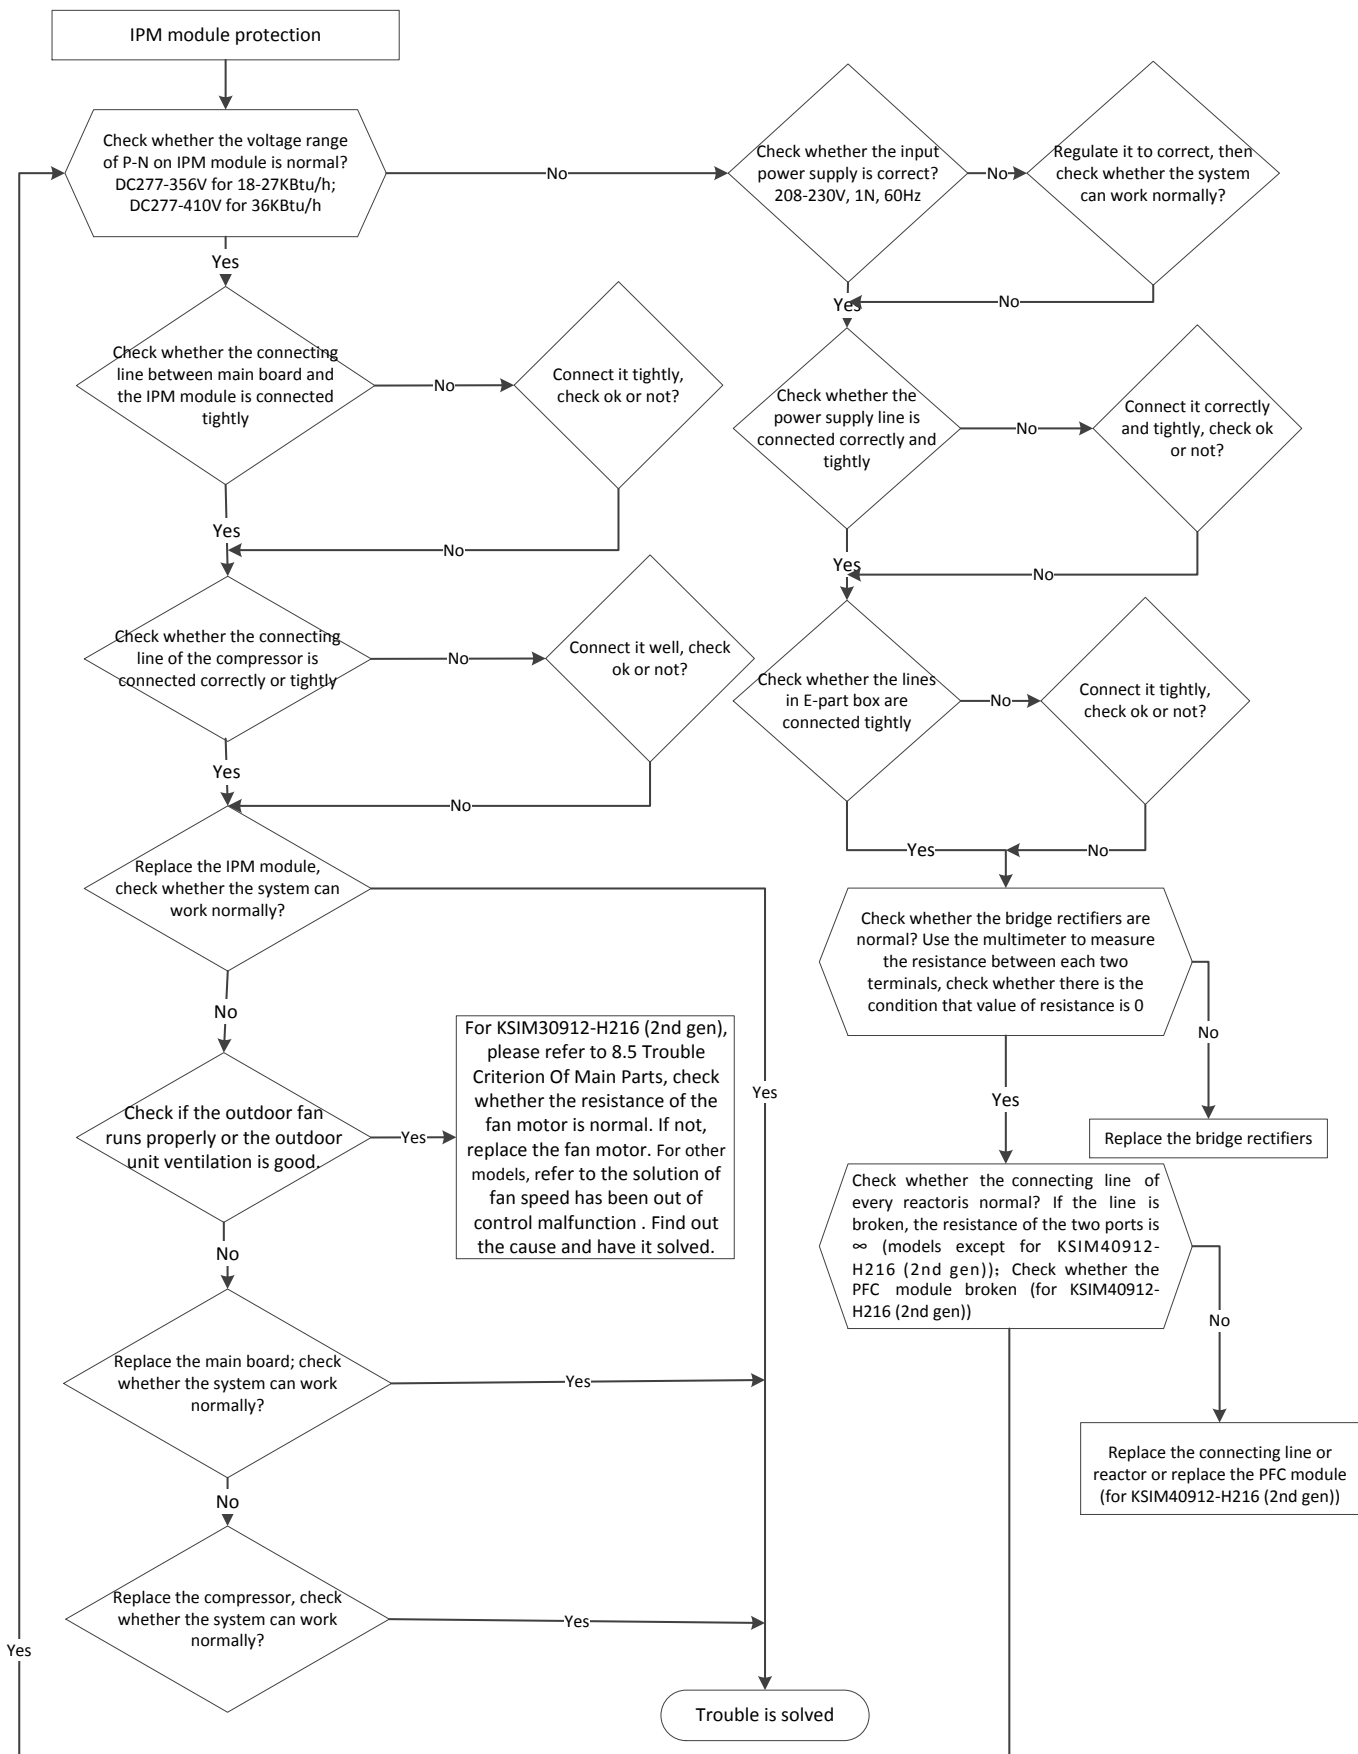 IPM module protection
Check whether the voltage range
of P-N on IPM module is normal?
DC277-356V for 18-27KBtu/h;
DC277-410V for 36KBtu/h
No
Check whether the input
power supply is correct?
208-230V, 1N, 60Hz
No
Regulate it to correct, then
check whether the system
can work normally?
Yes
Yes
No
Check whether the connecting
line between main board and
the IPM module is connected
tightly
No
Connect it tightly,
check ok or not?
Check whether the
power supply line is
connected correctly and
tightly
No
Connect it correctly
and tightly, check ok
or not?
Yes
No
Yes
No
Check whether the connecting
line of the compressor is
connected correctly or tightly
No
Connect it well, check
ok or not?
Check whether the lines
in E-part box are
connected tightly
No
Connect it tightly,
check ok or not?
Yes
No
Yes
No
Replace the IPM module,
check whether the system can
work normally?
Check whether the bridge rectifiers are
normal? Use the multimeter to measure
the resistance between each two
terminals, check whether there is the
condition that value of resistance is 0
No
No
Yes
Yes
Check if the outdoor fan
runs properly or the outdoor
unit ventilation is good.
Yes
For KSIM30912-H216 (2nd gen),
please refer to 8.5 Trouble
Criterion Of Main Parts, check
whether the resistance of the
fan motor is normal. If not,
replace the fan motor. For other
models, refer to the solution of
fan speed has been out of
control malfunction . Find out
the cause and have it solved.
Replace the bridge rectifiers
Check whether the connecting line of
every reactoris normal? If the line is
broken, the resistance of the two ports is
∞ (models except for KSIM40912-
H216 (2nd gen)); Check whether the
PFC module broken (for KSIM40912-
H216 (2nd gen))
No
No
Replace the main board; check
whether the system can work
normally?
Yes
Replace the connecting line or
reactor or replace the PFC module
(for KSIM40912-H216 (2nd gen))
No
Replace the compressor, check
whether the system can work
normally?
Yes
Yes
Trouble is solved